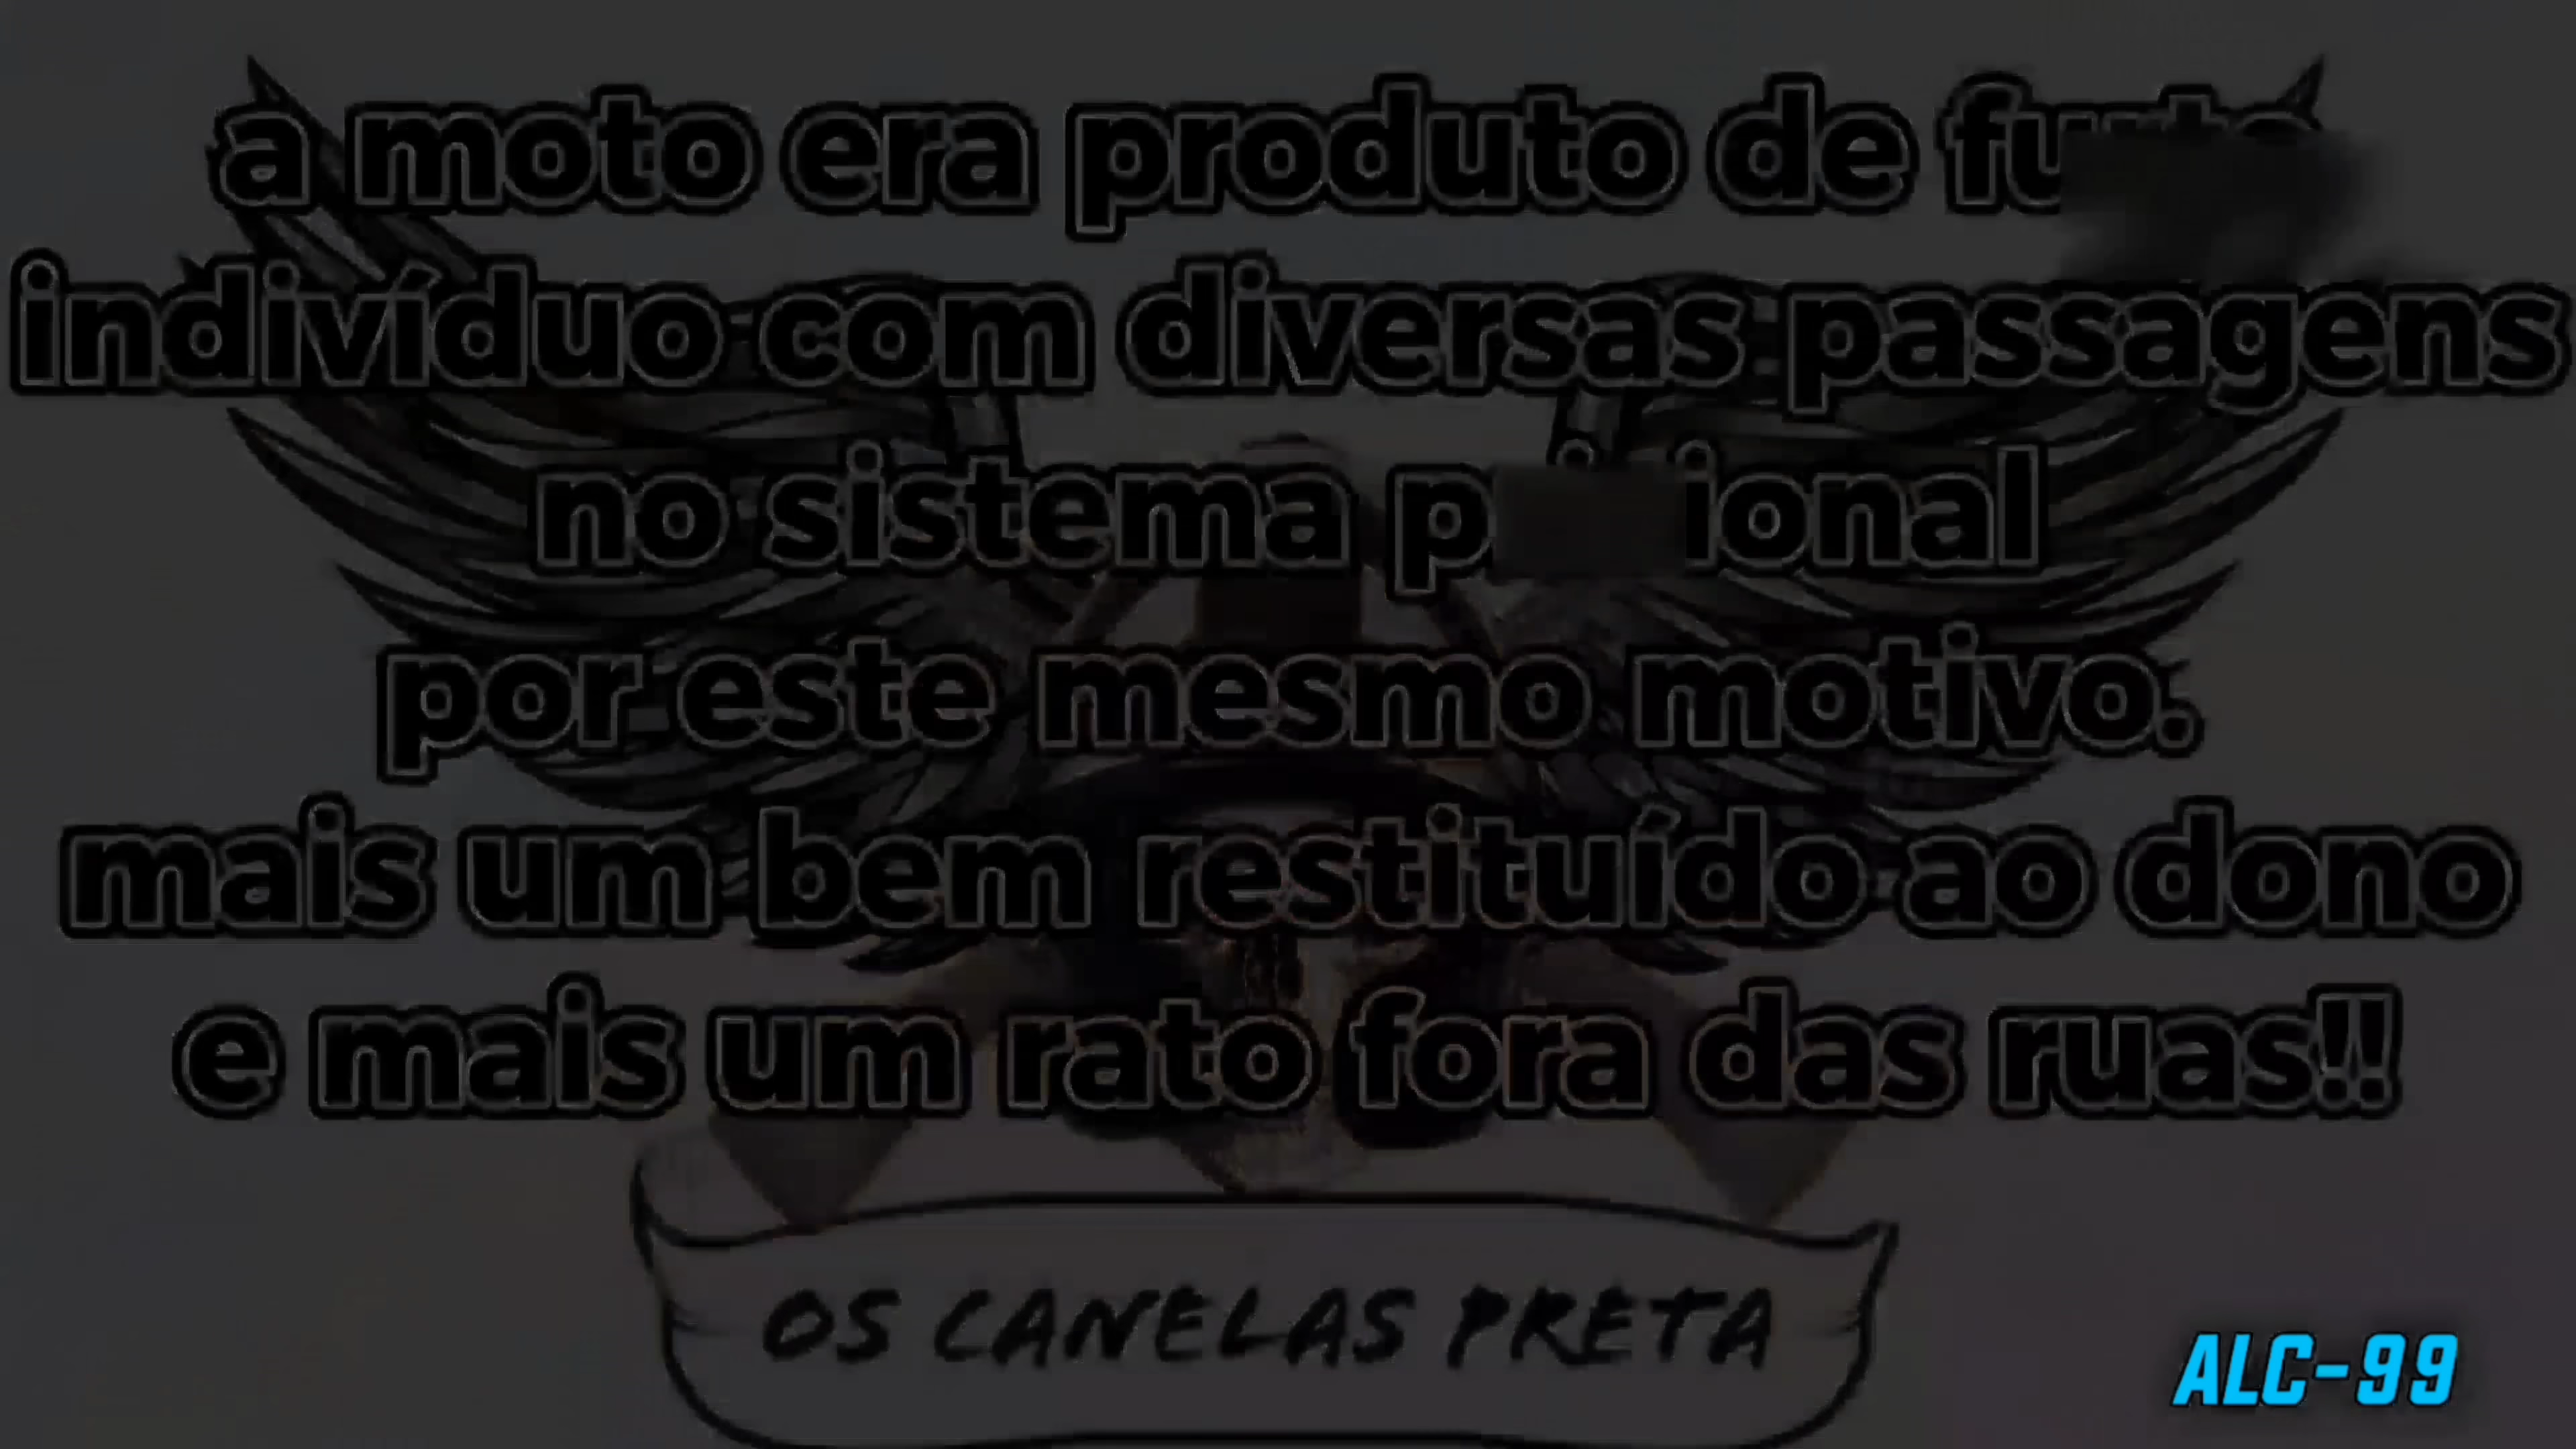 a moto era produto de furto
indivíduo com diversas passagens
no sistema
por este mesmo motivo.
mais um bem restituído ao dono
e mais um rato fora das ruas!!
OS CANELAS PRETA
ALC-99